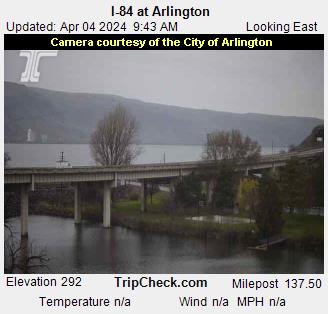 I-84 at Arlington
Updated: Apr 04 2024 9:43 AM Looking East
Camera courtesy of the City of Arlington
Elevation 292 TripCheck.com Milepost 137.50
Temperature n/a Wind n/a MPH n/a